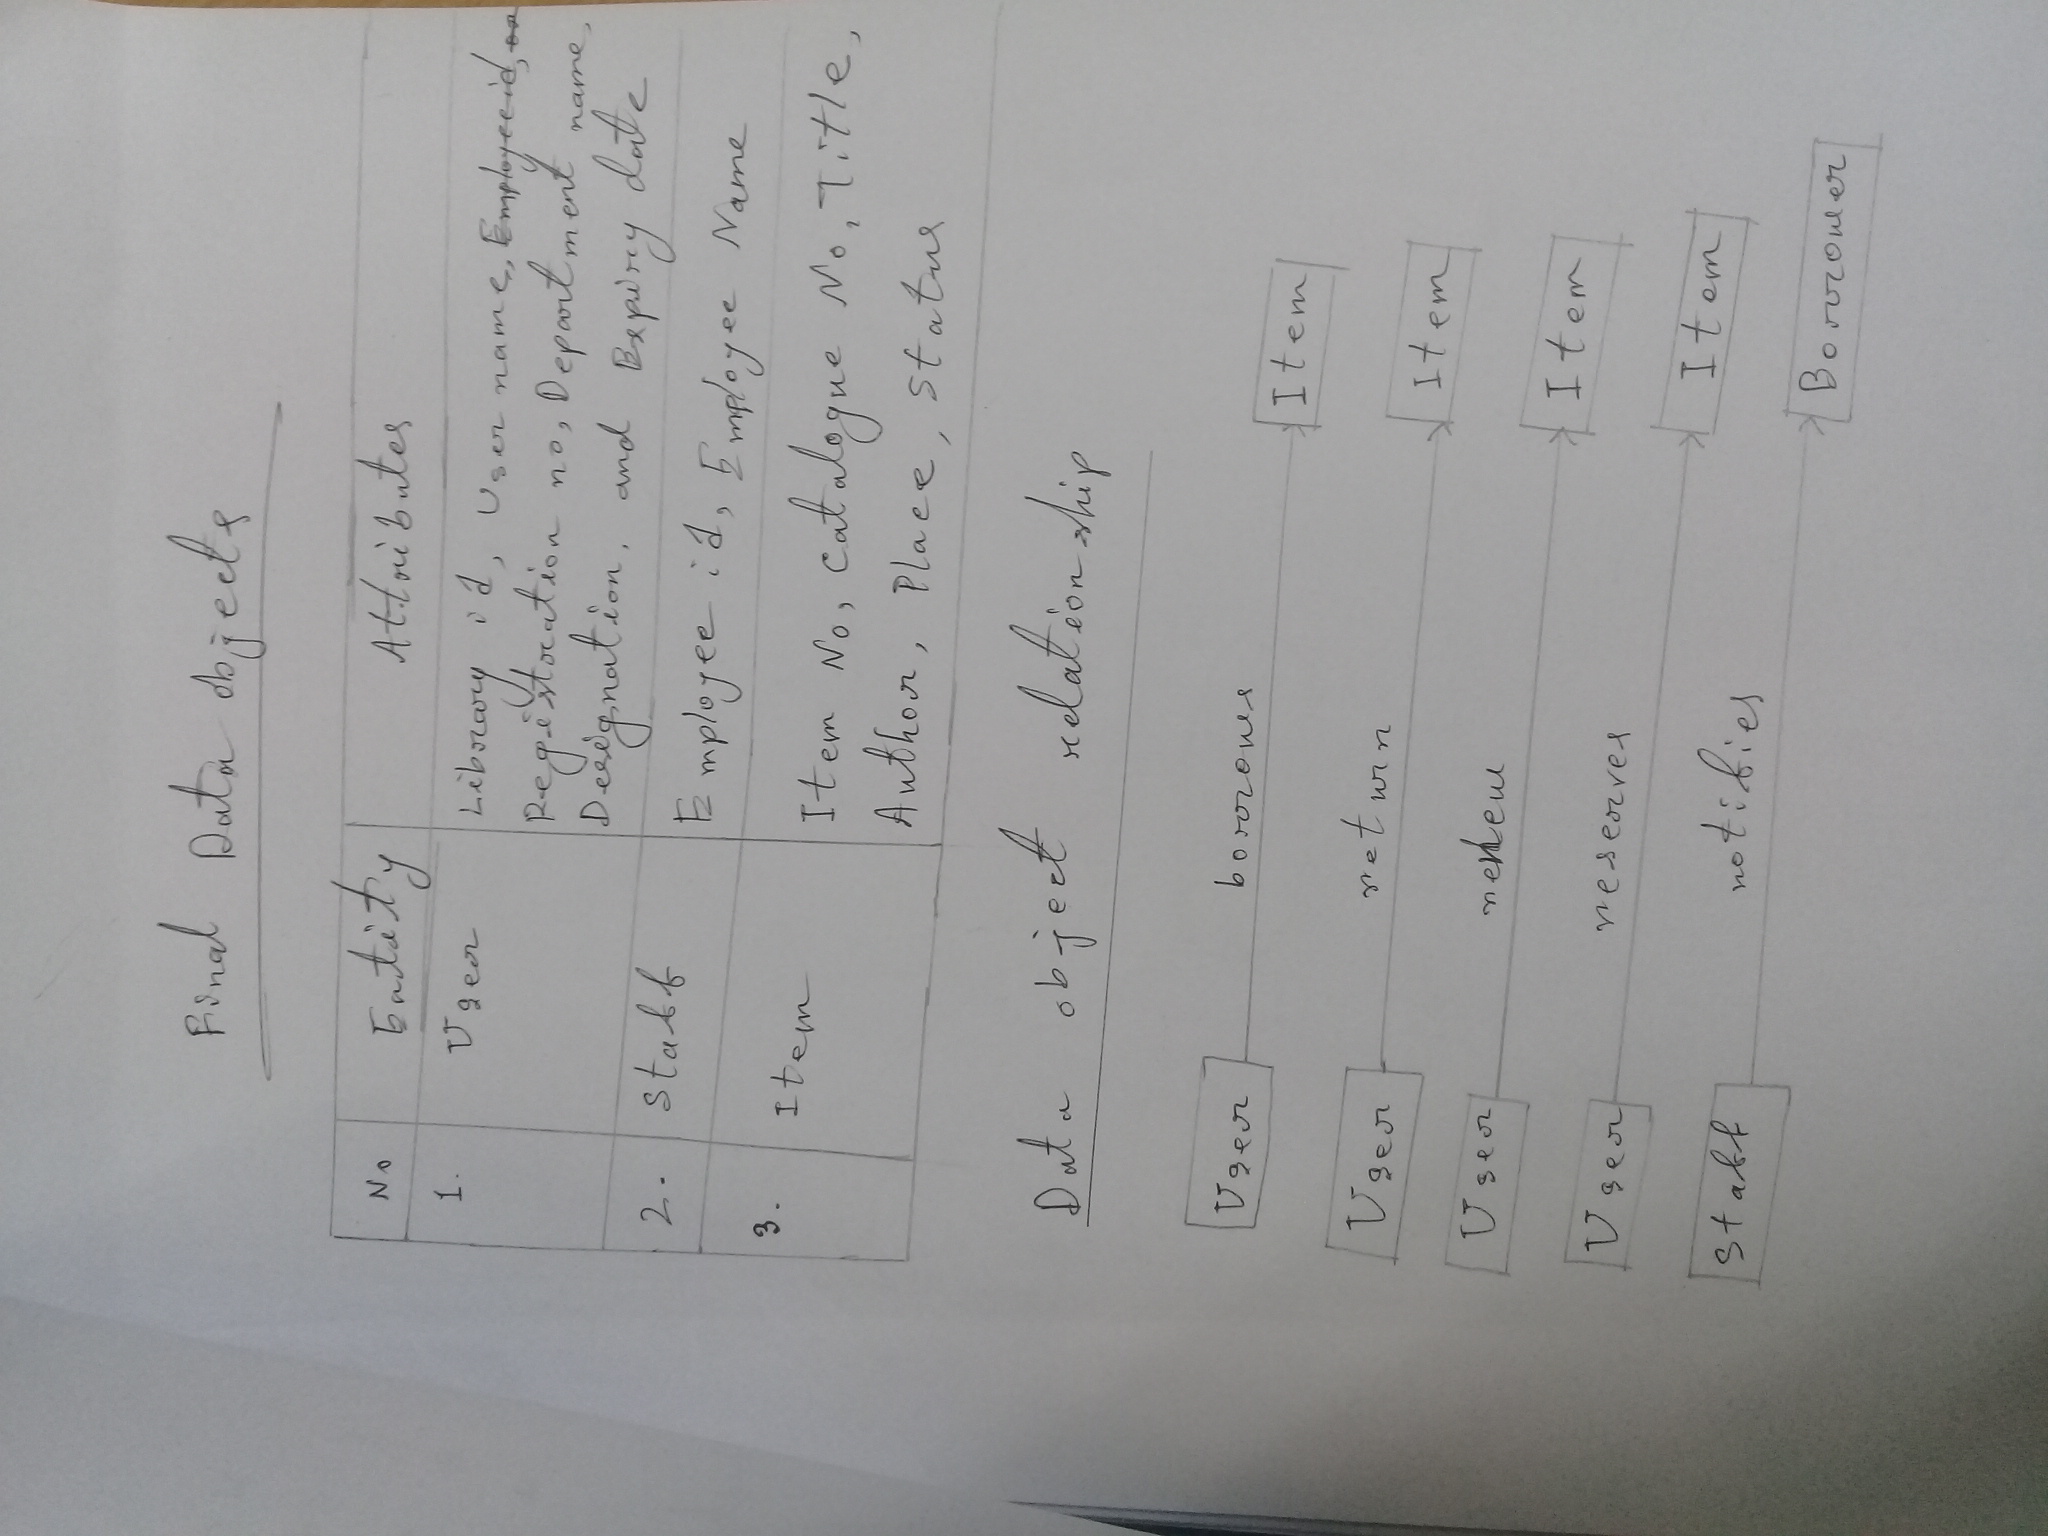 Final Data objects
No Entity Attributes
1. User Library id, User name, Employee id, or
Registration no, Department name,
Designation, and Expiry date
2. Staff Employee id, Employee Name
3. Item Item No, Catalogue No, Title,
Author, Place, Status
Data object relationship
User borrows Item
User return Item
User renew Item
User reserves Item
Staff notifies Borrower